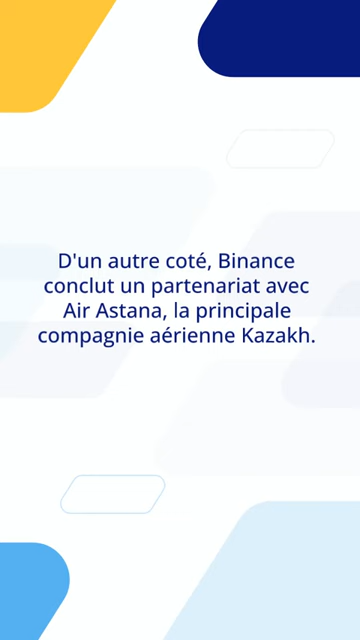 D'un autre coté, Binance
conclut un partenariat avec
Air Astana, la principale
compagnie aérienne Kazakh.